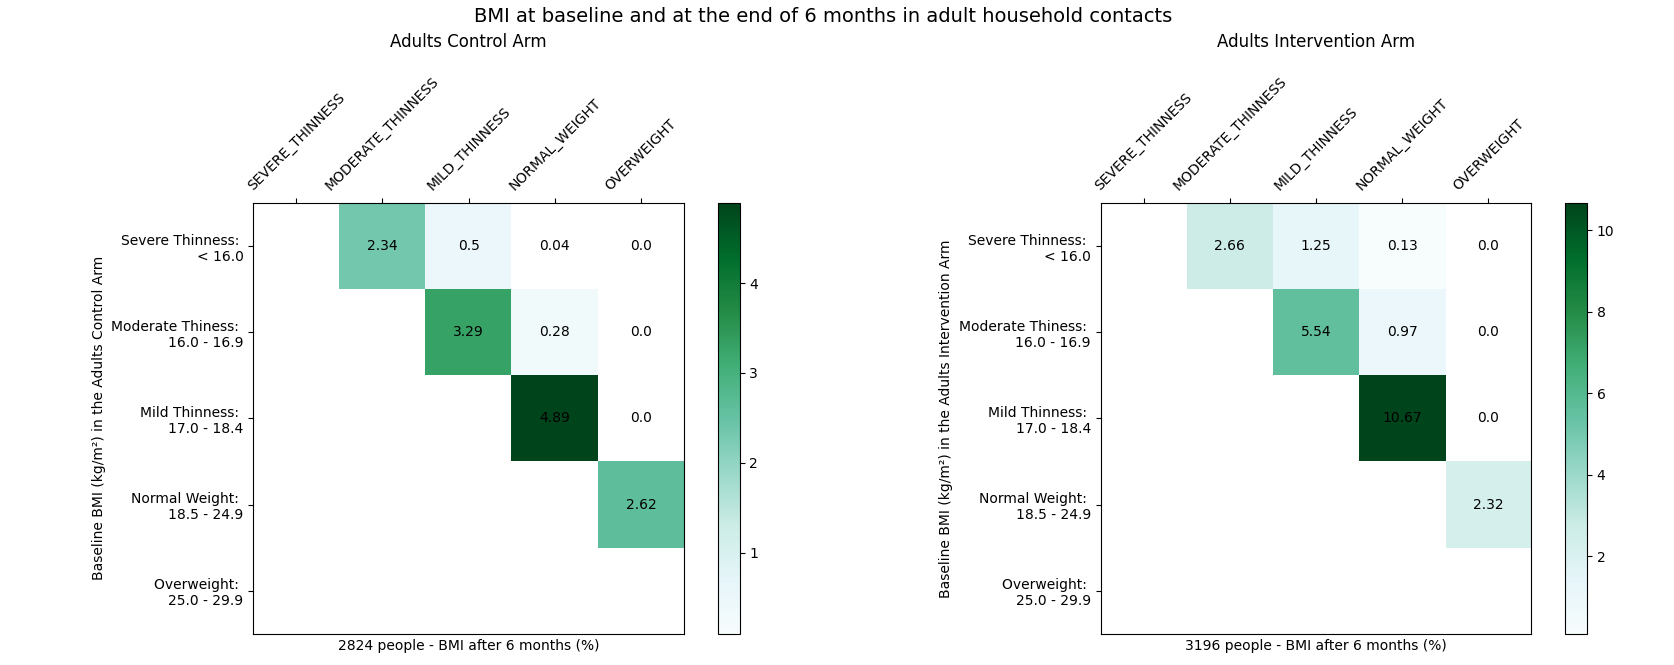 BMI at baseline and at the end of 6 months in adult household contacts
Adults Control Arm
SEVERE_THINNESS
MODERATE_THINNESS
MILD_THINNESS
NORMAL_WEIGHT
OVERWEIGHT
Baseline BMI (kg/m²) in the Adults Control Arm
Severe Thinness:
< 16.0
2.34 0.5 0.04 0.0
Moderate Thiness:
16.0 - 16.9
3.29 0.28 0.0
Mild Thinness:
17.0 - 18.4
4.89 0.0
Normal Weight:
18.5 - 24.9
2.62
Overweight:
25.0 - 29.9
2824 people - BMI after 6 months (%)
4
3
2
1
Adults Intervention Arm
SEVERE_THINNESS
MODERATE_THINNESS
MILD_THINNESS
NORMAL_WEIGHT
OVERWEIGHT
Baseline BMI (kg/m²) in the Adults Intervention Arm
Severe Thinness:
< 16.0
2.66 1.25 0.13 0.0
Moderate Thiness:
16.0 - 16.9
5.54 0.97 0.0
Mild Thinness:
17.0 - 18.4
10.67 0.0
Normal Weight:
18.5 - 24.9
2.32
Overweight:
25.0 - 29.9
3196 people - BMI after 6 months (%)
10
8
6
4
2